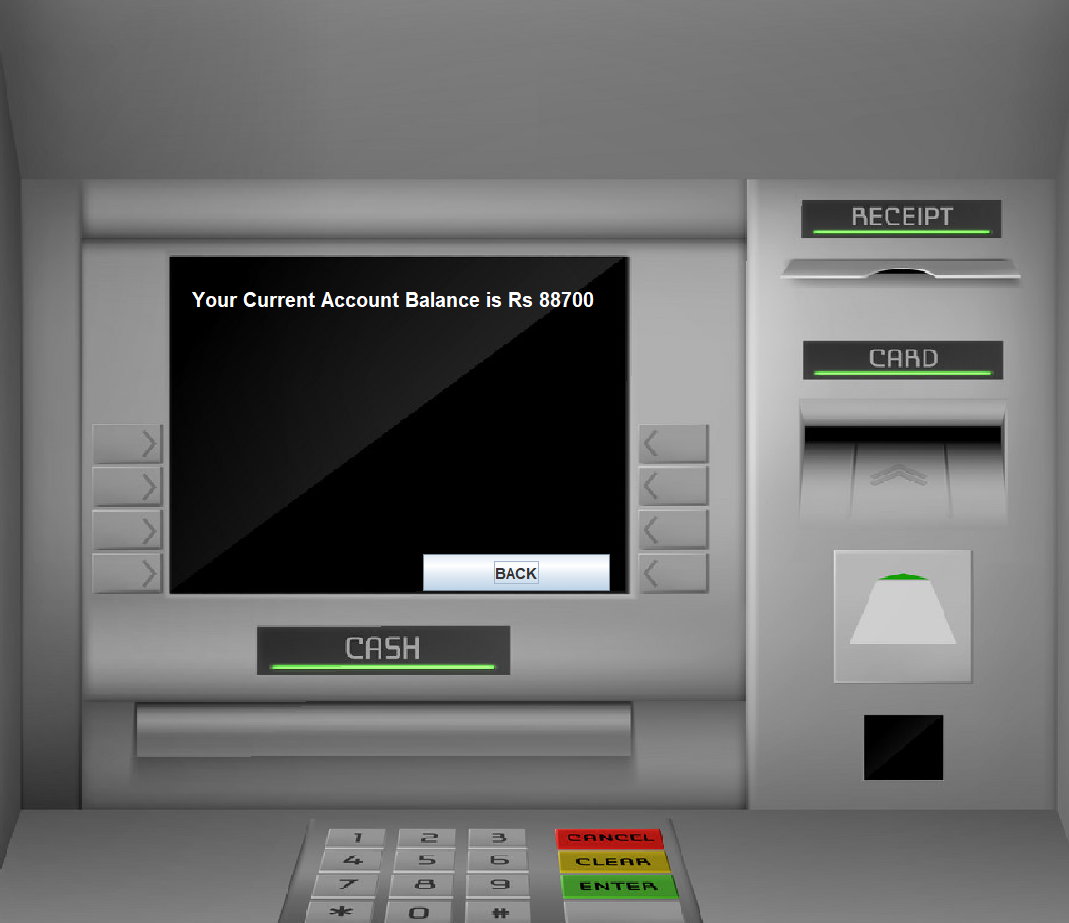 RECEIPT
Your Current Account Balance is Rs 88700
CARD
BACK
CASH
1 2 3 CANCEL
4 5 6 CLEAR
7 8 9 ENTER
* 0 #